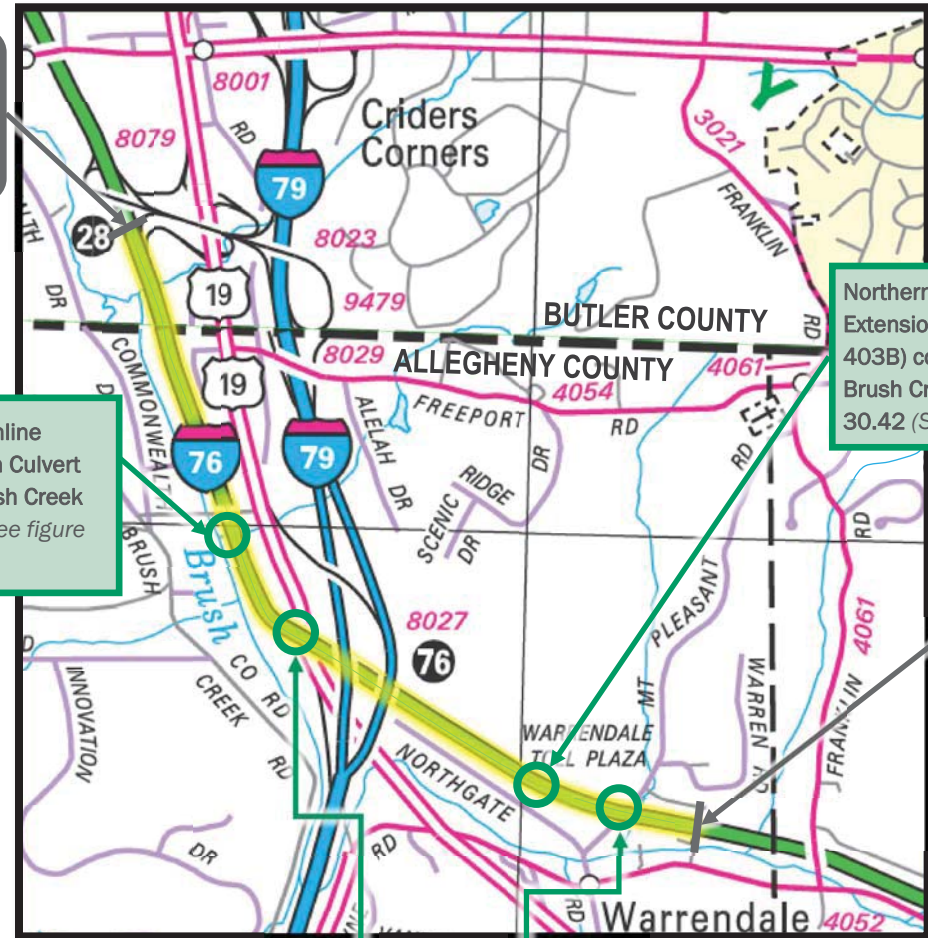 8001
8079
RD
Criders
Corners
79
3021
FRANKLIN
28
8023
DR
19
9479
BUTLER COUNTY
RD
8029
ALLEGHENY COUNTY
4061
4054
19
FREEPORT
RD
COMMONWEALTH
D
ALELAH
DR
DR
RD
76
79
RIDGE
SCENIC
DR
Northern
Extensio
403B) co
Brush Cr
30.42 (S
nline
n Culvert
sh Creek
ee figure
BRUSH
Brush
RD
8027
76
PLEASANT
4061
CO RD
CREEK
RD
INNOVATION
MT
WARREN RD
FRANKLIN
WARRENDALE
TOLL PLAZA
NORTHGATE
DR
RD
RD
Warrendale
4052